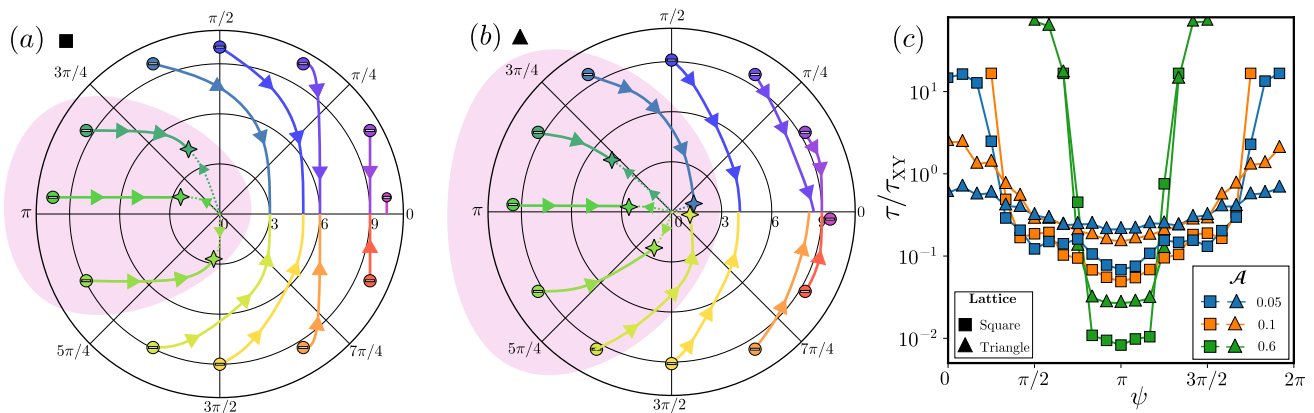 (a) ■
π/2
3π/4
π/4
π
0 3 6 9 0
5π/4
7π/4
3π/2
(b) ▲
π/2
3π/4
π/4
π
0 3 6 9 0
5π/4
7π/4
3π/2
(c)
τ/τ_XY
10¹
10⁰
10⁻¹
10⁻²
Lattice
Square
Triangle
𝒜
0.05
0.1
0.6
0 π/2 π 3π/2 2π
ψ